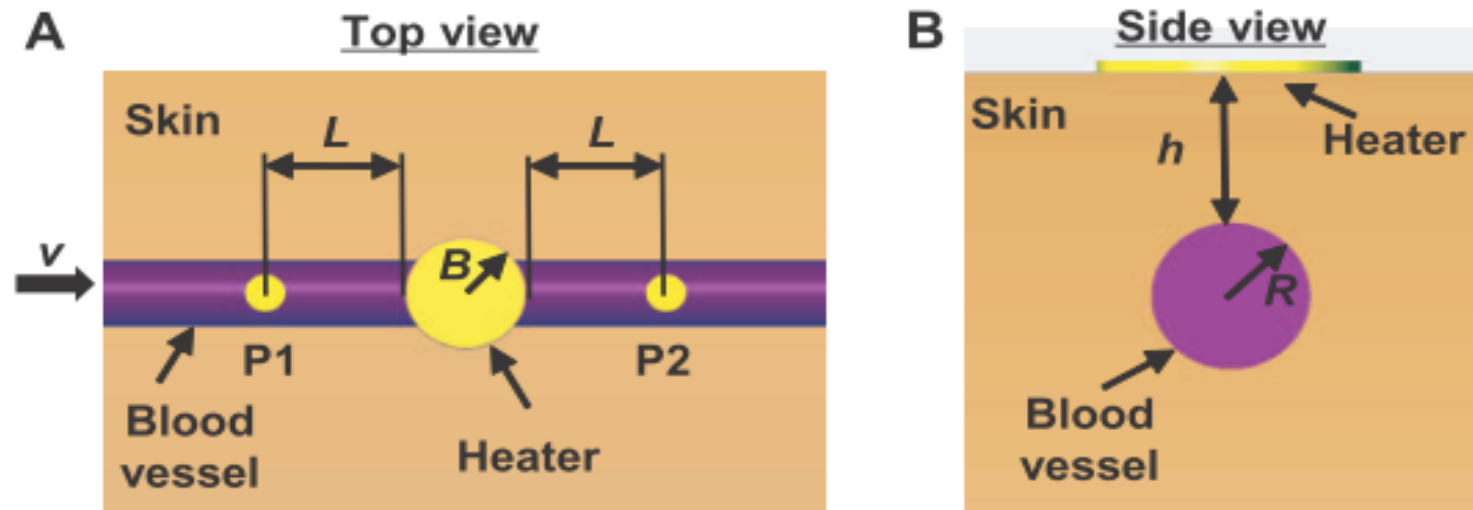 A
Top view
Skin
L
L
v
B
P1
P2
Blood
vessel
Heater
B
Side view
Skin
h
Heater
R
Blood
vessel